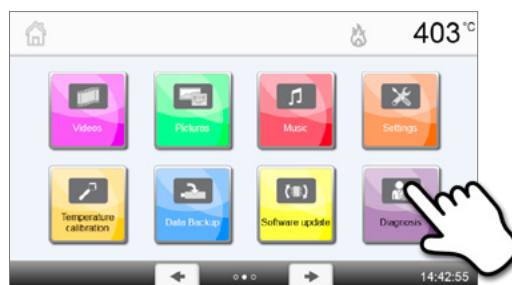 403 °C
Videos
Pictures
Music
Settings
Temperature
calibration
Data Backup
Software update
Diagnosis
14:42:55